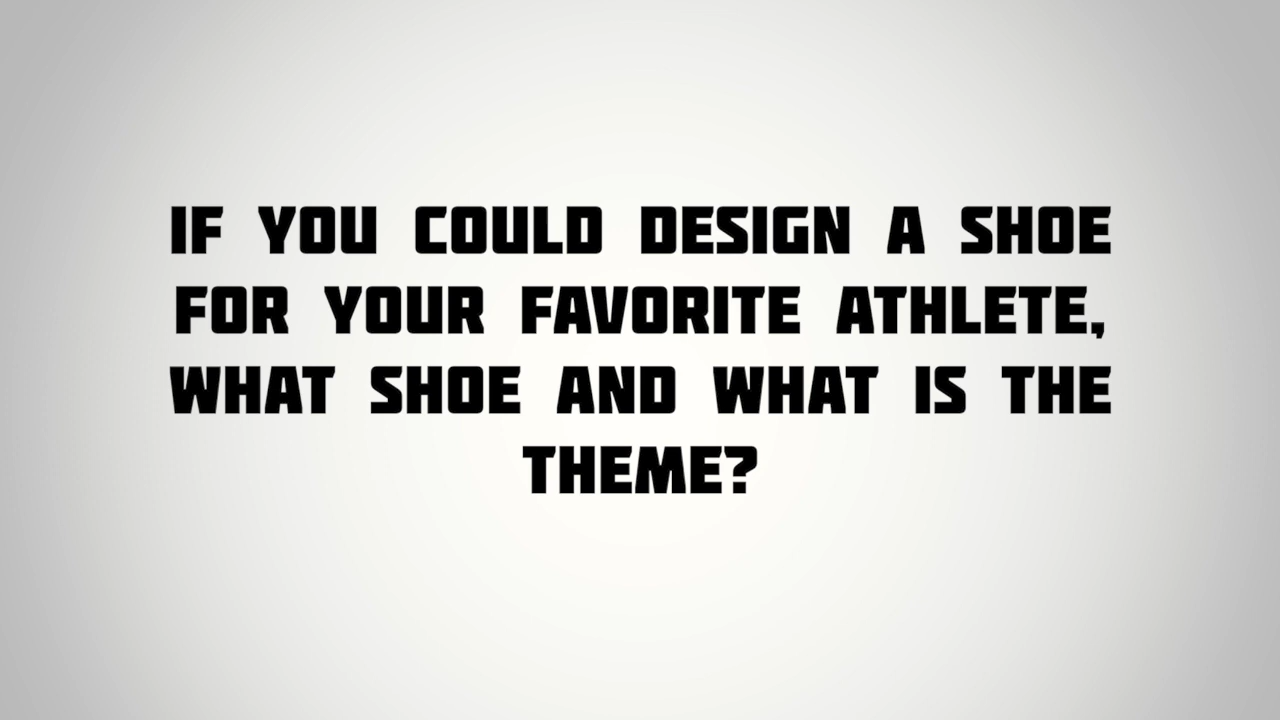 IF YOU COULD DESIGN A SHOE
FOR YOUR FAVORITE ATHLETE,
WHAT SHOE AND WHAT IS THE
THEME?